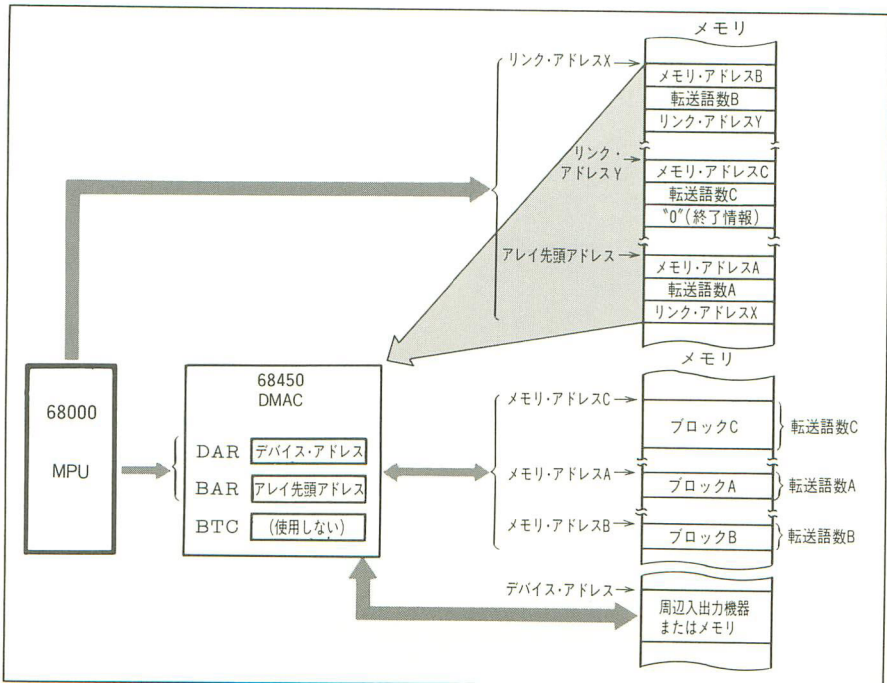 メモリ
リンク・アドレスX
メモリ・アドレスB
転送語数B
リンク・アドレスY
リンク・
アドレスY
メモリ・アドレスC
転送語数C
"0"(終了情報)
アレイ先頭アドレス
メモリ・アドレスA
転送語数A
リンク・アドレスX
メモリ
68000
MPU
68450
DMAC
DAR デバイス・アドレス
BAR アレイ先頭アドレス
BTC (使用しない)
メモリ・アドレスC
ブロックC
転送語数C
メモリ・アドレスA
ブロックA
転送語数A
メモリ・アドレスB
ブロックB
転送語数B
デバイス・アドレス
周辺入出力機器
またはメモリ